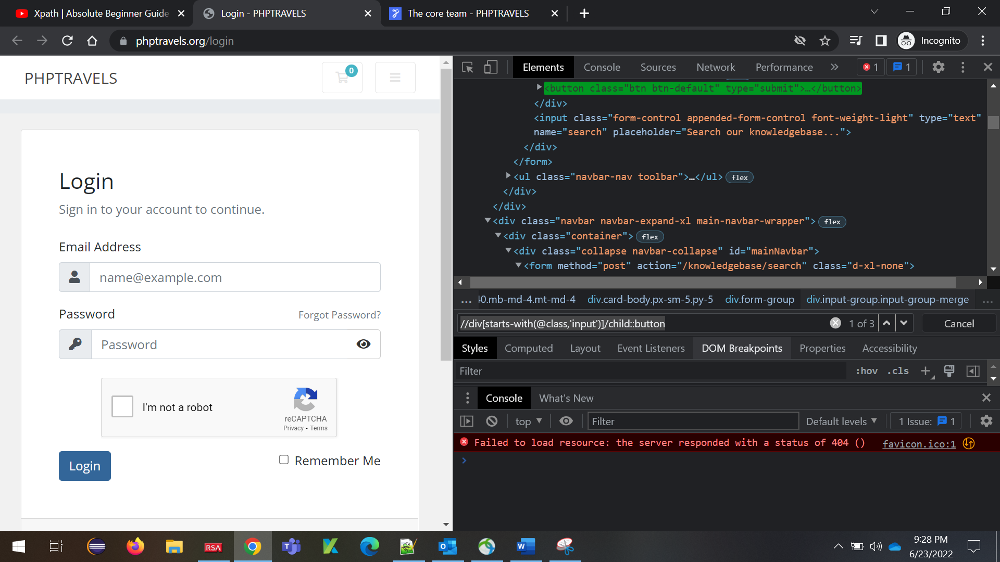 Xpath | Absolute Beginner Guide
Login - PHPTRAVELS
The core team - PHPTRAVELS
phptravels.org/login
Incognito
PHPTRAVELS
0
Login
Sign in to your account to continue.
Email Address
name@example.com
Password
Forgot Password?
Password
I'm not a robot
reCAPTCHA
Privacy - Terms
Login
Remember Me
Elements
Console
Sources
Network
Performance
1
1
<button class="btn btn-default" type="submit">…</button>
</div>
<input class="form-control appended-form-control font-weight-light" type="text"
name="search" placeholder="Search our knowledgebase...">
</div>
</form>
<ul class="navbar-nav toolbar">…</ul> flex
</div>
</div>
<div class="navbar navbar-expand-xl main-navbar-wrapper"> flex
<div class="container"> flex
<div class="collapse navbar-collapse" id="mainNavbar">
<form method="post" action="/knowledgebase/search" class="d-xl-none">
... 40.mb-md-4.mt-md-4 div.card-body.px-sm-5.py-5 div.form-group div.input-group.input-group-merge ...
//div[starts-with(@class,'input')]/child::button
1 of 3
Cancel
Styles
Computed
Layout
Event Listeners
DOM Breakpoints
Properties
Accessibility
Filter
:hov
.cls
Console
What's New
top
Filter
Default levels
1 Issue: 1
Failed to load resource: the server responded with a status of 404 ()
favicon.ico:1
RSA
9:28 PM
6/23/2022